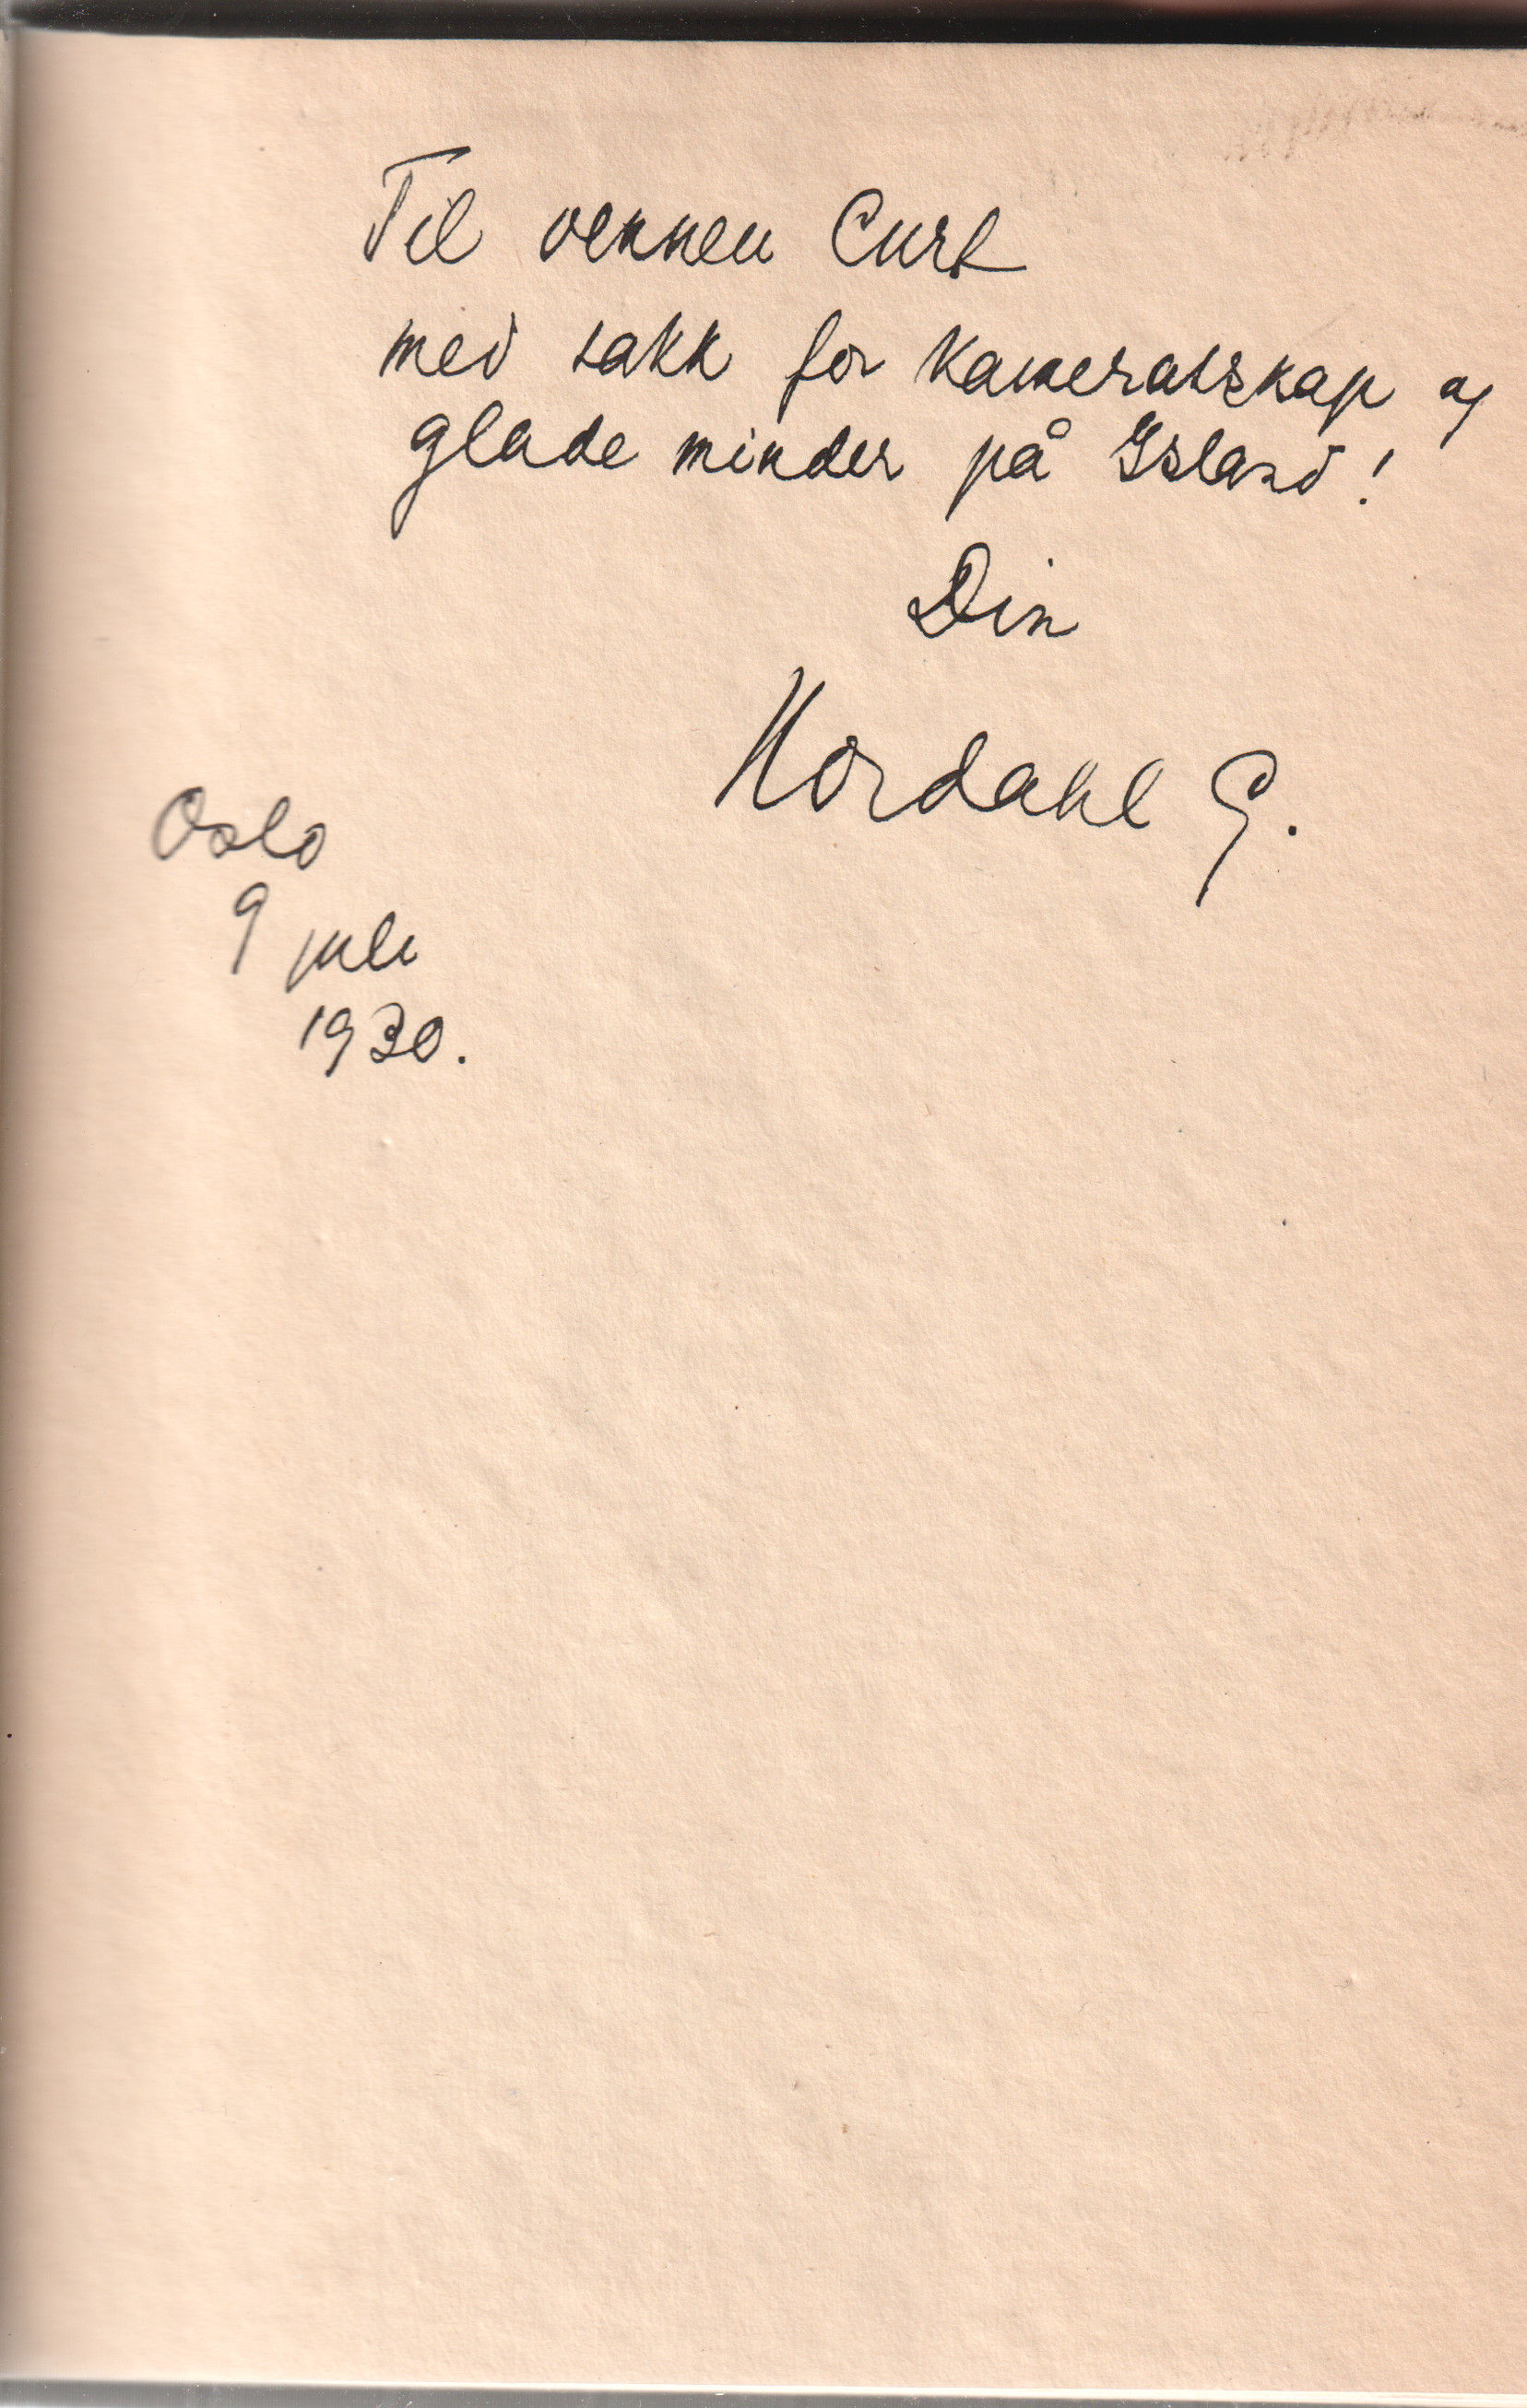 Til vennen Curt
med takk for kameratskap og
glade minder på Island!
Din
Nordahl G.
Oslo
9 juli
1930.